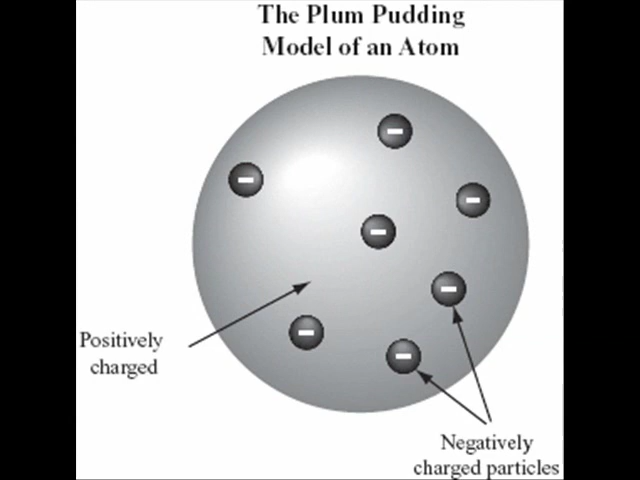 The Plum Pudding
Model of an Atom
Positively
charged
Negatively
charged particles